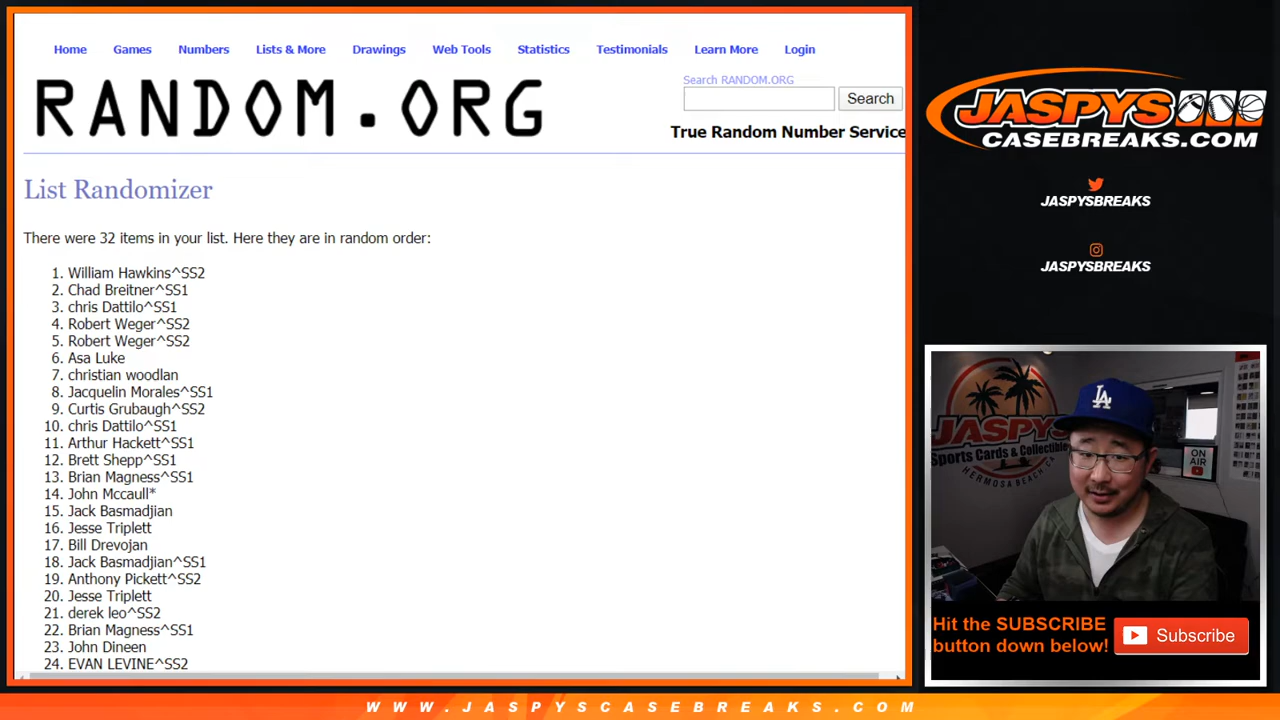 Home Games Numbers Lists & More Drawings Web Tools Statistics Testimonials Learn More Login
RANDOM.ORG
Search RANDOM.ORG
Search
True Random Number Service
List Randomizer
There were 32 items in your list. Here they are in random order:
1. William Hawkins^SS2
2. Chad Breitner^SS1
3. chris Dattilo^SS1
4. Robert Weger^SS2
5. Robert Weger^SS2
6. Asa Luke
7. christian woodlan
8. Jacquelin Morales^SS1
9. Curtis Grubaugh^SS2
10. chris Dattilo^SS1
11. Arthur Hackett^SS1
12. Brett Shepp^SS1
13. Brian Magness^SS1
14. John Mccaull*
15. Jack Basmadjian
16. Jesse Triplett
17. Bill Drevojan
18. Jack Basmadjian^SS1
19. Anthony Pickett^SS2
20. Jesse Triplett
21. derek leo^SS2
22. Brian Magness^SS1
23. John Dineen
24. EVAN LEVINE^SS2
JASPYS
CASEBREAKS.COM
JASPYSBREAKS
JASPYSBREAKS
JASPYS
Sports Cards & Collectibles
HERMOSA BEACH CA
LA
ON
AIR
Hit the SUBSCRIBE
button down below!
Subscribe
WWW.JASPYSCASEBREAKS.COM